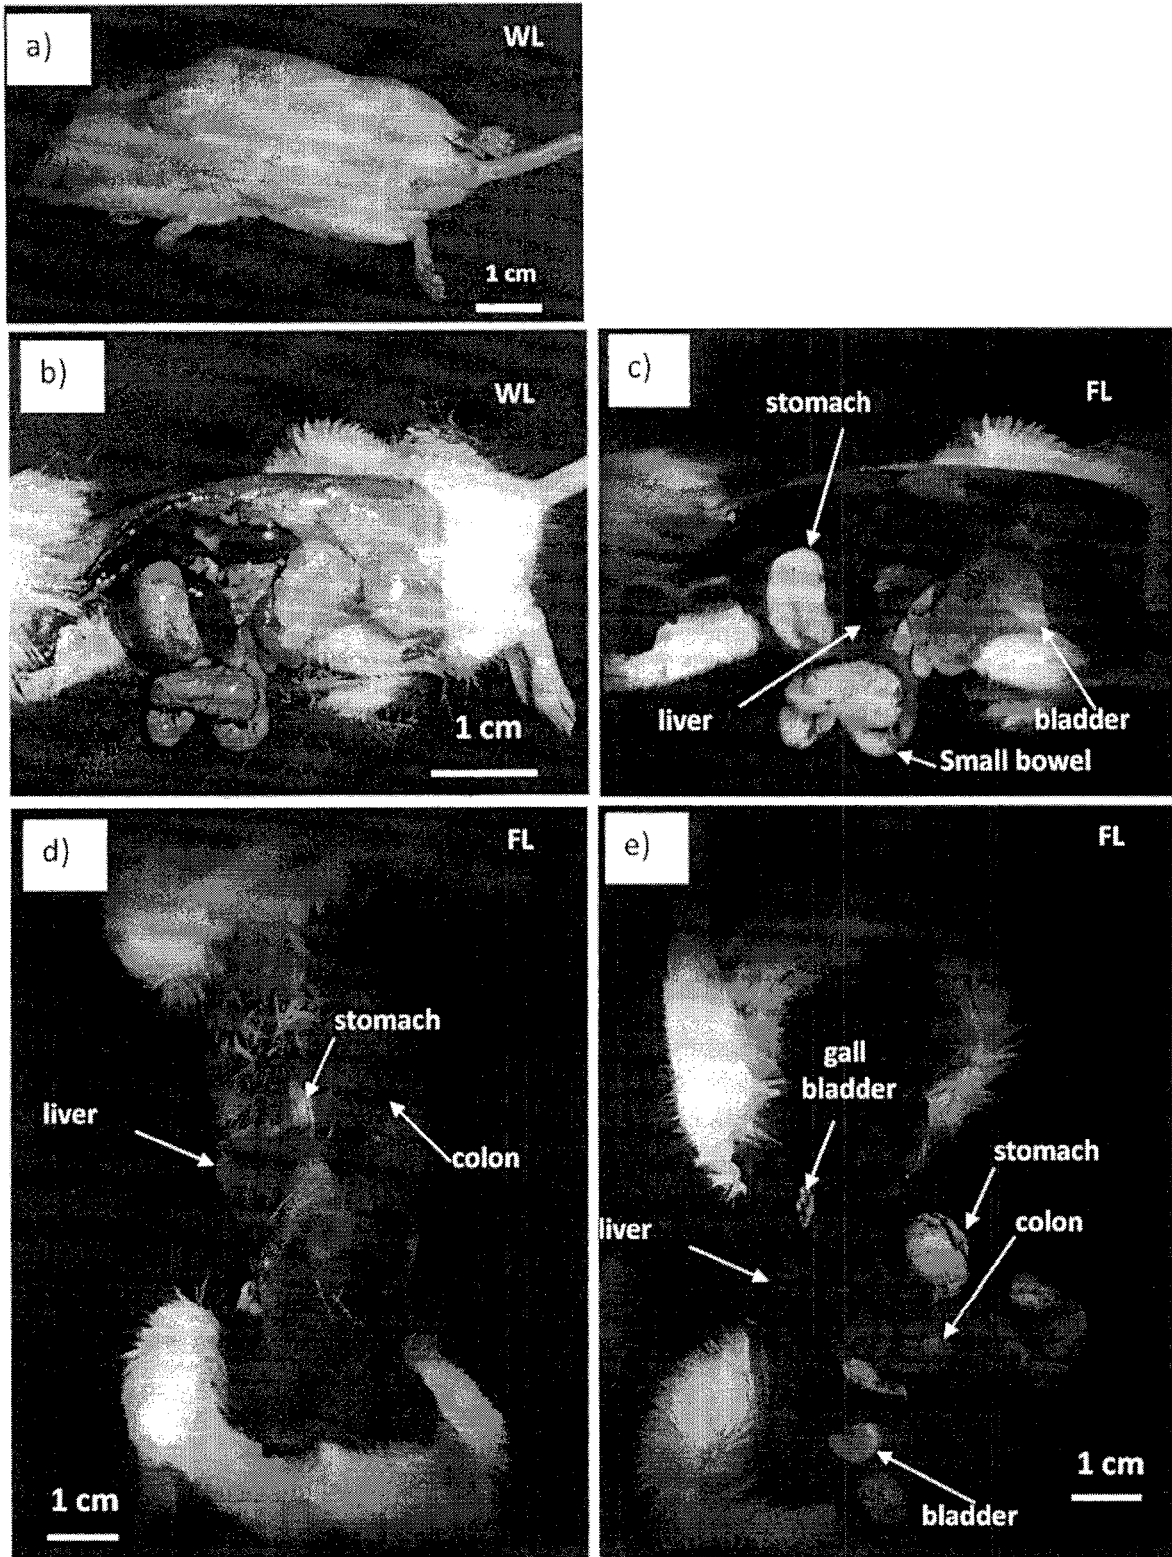 a)
WL
1 cm
b)
WL
1 cm
c)
FL
stomach
liver
bladder
Small bowel
d)
FL
stomach
liver
colon
1 cm
e)
FL
gall
bladder
stomach
colon
liver
bladder
1 cm